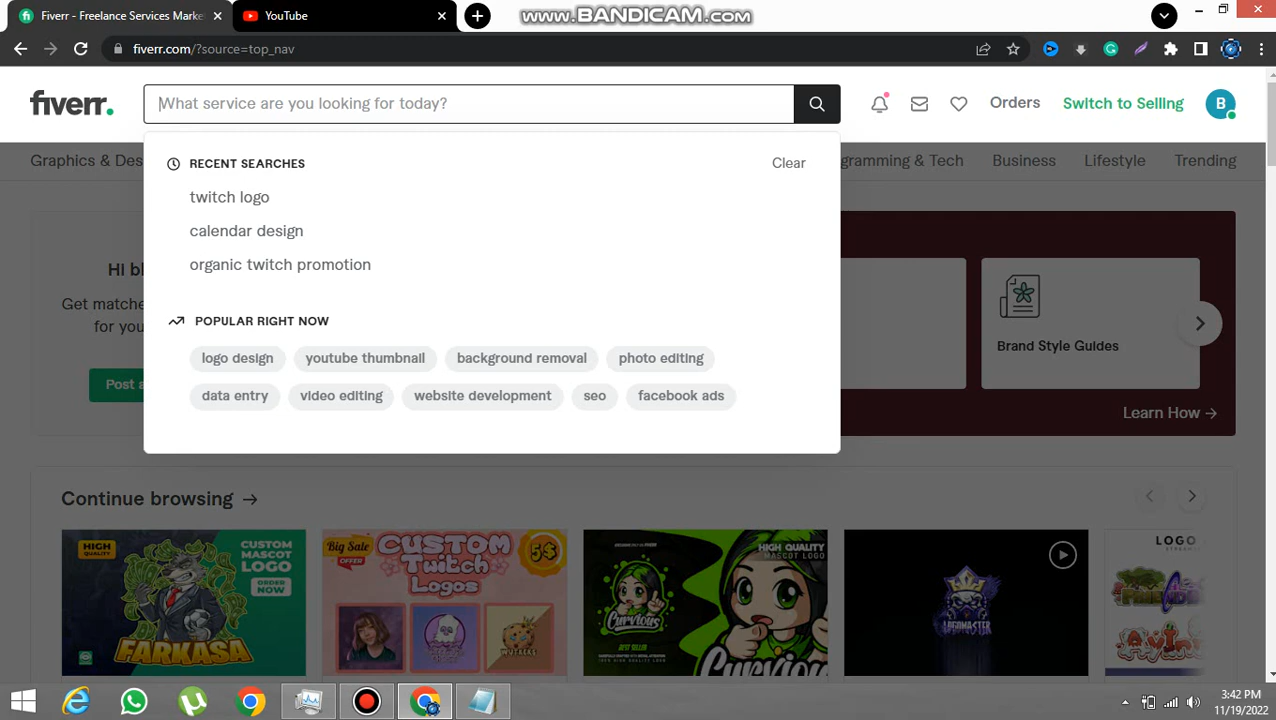 Fiverr - Freelance Services Marke
YouTube
www.BANDICAM.com
fiverr.com/?source=top_nav
fiverr.
What service are you looking for today?
Orders
Switch to Selling
B
Graphics & Des
gramming & Tech
Business
Lifestyle
Trending
RECENT SEARCHES
Clear
twitch logo
calendar design
organic twitch promotion
POPULAR RIGHT NOW
logo design
youtube thumbnail
background removal
photo editing
data entry
video editing
website development
seo
facebook ads
HI bl
Get matche
for you
Post a
Brand Style Guides
Learn How →
Continue browsing →
HIGH QUALITY
CUSTOM MASCOT LOGO
ORDER NOW
FARKASA
Big Sale
OFFER
CUSTOM
Twitch
LOGOS
5$
HIGH QUALITY
MASCOT LOGO
Curvious
BEST SELLER
Curvious
LOGOMASTER
LOGO
3:42 PM
11/19/2022